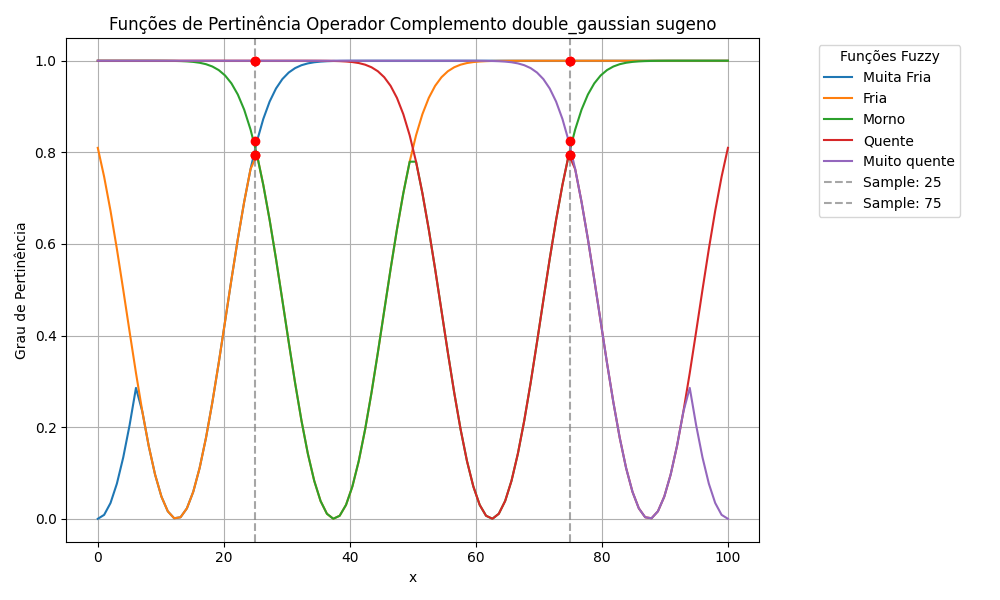 Funções de Pertinência Operador Complemento double_gaussian sugeno
Grau de Pertinência
1.0
0.8
0.6
0.4
0.2
0.0
0
20
40
60
80
100
x
Funções Fuzzy
Muita Fria
Fria
Morno
Quente
Muito quente
Sample: 25
Sample: 75